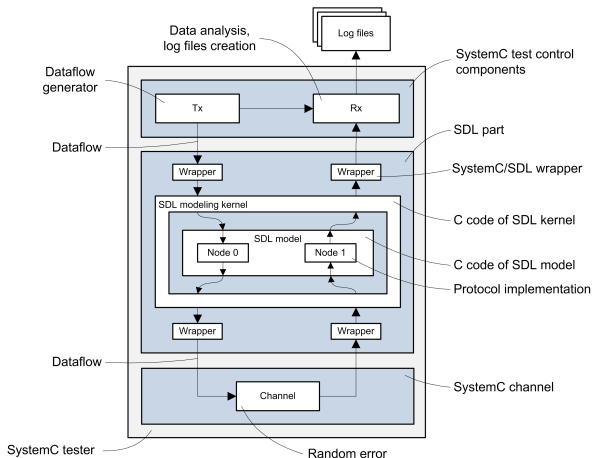 Data analysis,
log files creation
Log files
SystemC test control
components
Dataflow
generator
Tx
Rx
Dataflow
SDL part
Wrapper
Wrapper
SystemC/SDL wrapper
SDL modeling kernel
C code of SDL kernel
SDL model
Node 0
Node 1
C code of SDL model
Protocol implementation
Wrapper
Wrapper
Dataflow
SystemC channel
Channel
SystemC tester
Random error